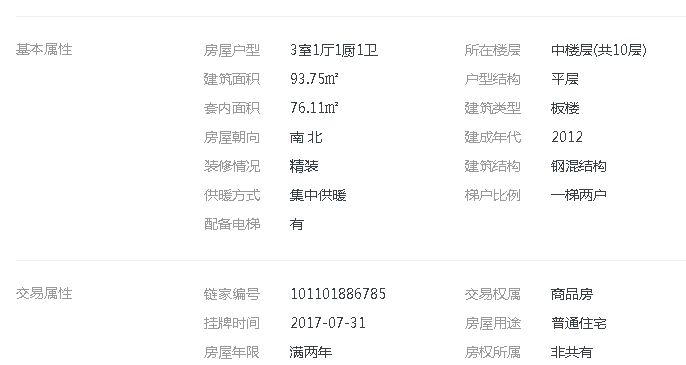 基本属性 房屋户型 3室1厅1厨1卫 所在楼层 中楼层(共10层)
建筑面积 93.75㎡ 户型结构 平层
套内面积 76.11㎡ 建筑类型 板楼
房屋朝向 南 北 建成年代 2012
装修情况 精装 建筑结构 钢混结构
供暖方式 集中供暖 梯户比例 一梯两户
配备电梯 有
交易属性 链家编号 101101886785 交易权属 商品房
挂牌时间 2017-07-31 房屋用途 普通住宅
房屋年限 满两年 房权所属 非共有